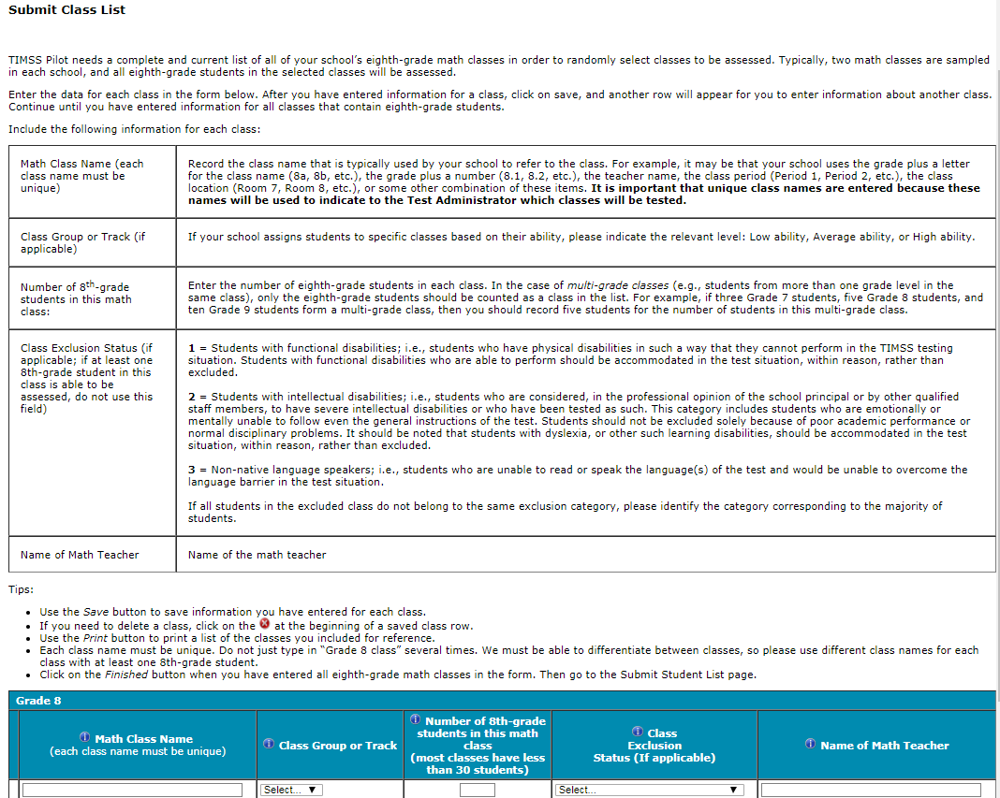 Submit Class List
TIMSS Pilot needs a complete and current list of all of your school's eighth-grade math classes in order to randomly select classes to be assessed. Typically, two math classes are sampled
in each school, and all eighth-grade students in the selected classes will be assessed.
Enter the data for each class in the form below. After you have entered information for a class, click on save, and another row will appear for you to enter information about another class.
Continue until you have entered information for all classes that contain eighth-grade students.
Include the following information for each class:
Math Class Name (each
class name must be
unique)
Record the class name that is typically used by your school to refer to the class. For example, it may be that your school uses the grade plus a letter
for the class name (8a, 8b, etc.), the grade plus a number (8.1, 8.2, etc.), the teacher name, the class period (Period 1, Period 2, etc.), the class
location (Room 7, Room 8, etc.), or some other combination of these items. It is important that unique class names are entered because these
names will be used to indicate to the Test Administrator which classes will be tested.
Class Group or Track (if
applicable)
If your school assigns students to specific classes based on their ability, please indicate the relevant level: Low ability, Average ability, or High ability.
Number of 8th-grade
students in this math
class:
Enter the number of eighth-grade students in each class. In the case of multi-grade classes (e.g., students from more than one grade level in the
same class), only the eighth-grade students should be counted as a class in the list. For example, if three Grade 7 students, five Grade 8 students, and
ten Grade 9 students form a multi-grade class, then you should record five students for the number of students in this multi-grade class.
Class Exclusion Status (if
applicable; if at least one
8th-grade student in this
class is able to be
assessed, do not use this
field)
1 = Students with functional disabilities; i.e., students who have physical disabilities in such a way that they cannot perform in the TIMSS testing
situation. Students with functional disabilities who are able to perform should be accommodated in the test situation, within reason, rather than
excluded.
2 = Students with intellectual disabilities; i.e., students who are considered, in the professional opinion of the school principal or by other qualified
staff members, to have severe intellectual disabilities or who have been tested as such. This category includes students who are emotionally or
mentally unable to follow even the general instructions of the test. Students should not be excluded solely because of poor academic performance or
normal disciplinary problems. It should be noted that students with dyslexia, or other such learning disabilities, should be accommodated in the test
situation, within reason, rather than excluded.
3 = Non-native language speakers; i.e., students who are unable to read or speak the language(s) of the test and would be unable to overcome the
language barrier in the test situation.
If all students in the excluded class do not belong to the same exclusion category, please identify the category corresponding to the majority of
students.
Name of Math Teacher
Name of the math teacher
Tips:
• Use the Save button to save information you have entered for each class.
• If you need to delete a class, click on the at the beginning of a saved class row.
• Use the Print button to print a list of the classes you included for reference.
• Each class name must be unique. Do not just type in "Grade 8 class" several times. We must be able to differentiate between classes, so please use different class names for each
class with at least one 8th-grade student.
• Click on the Finished button when you have entered all eighth-grade math classes in the form. Then go to the Submit Student List page.
Grade 8
Math Class Name
(each class name must be unique)
Class Group or Track
Number of 8th-grade
students in this math
class
(most classes have less
than 30 students)
Class
Exclusion
Status (If applicable)
Name of Math Teacher
Select...
Select...